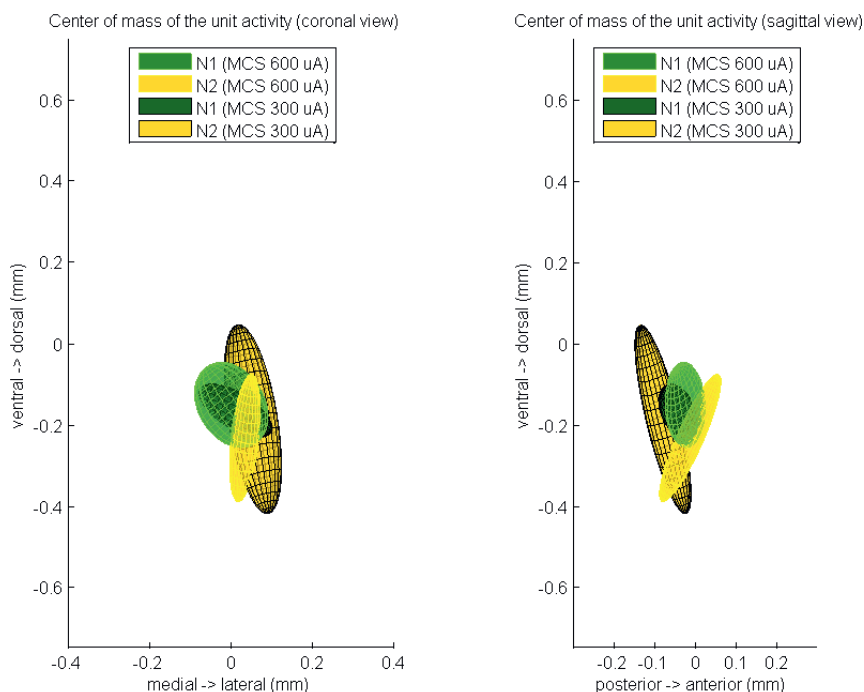 Center of mass of the unit activity (coronal view)
N1 (MCS 600 uA)
N2 (MCS 600 uA)
N1 (MCS 300 uA)
N2 (MCS 300 uA)
ventral -> dorsal (mm)
0.6
0.4
0.2
0
-0.2
-0.4
-0.6
-0.4
-0.2
0
0.2
0.4
medial -> lateral (mm)
Center of mass of the unit activity (sagittal view)
N1 (MCS 600 uA)
N2 (MCS 600 uA)
N1 (MCS 300 uA)
N2 (MCS 300 uA)
ventral -> dorsal (mm)
0.6
0.4
0.2
0
-0.2
-0.4
-0.6
-0.2
-0.1
0
0.1
0.2
posterior -> anterior (mm)